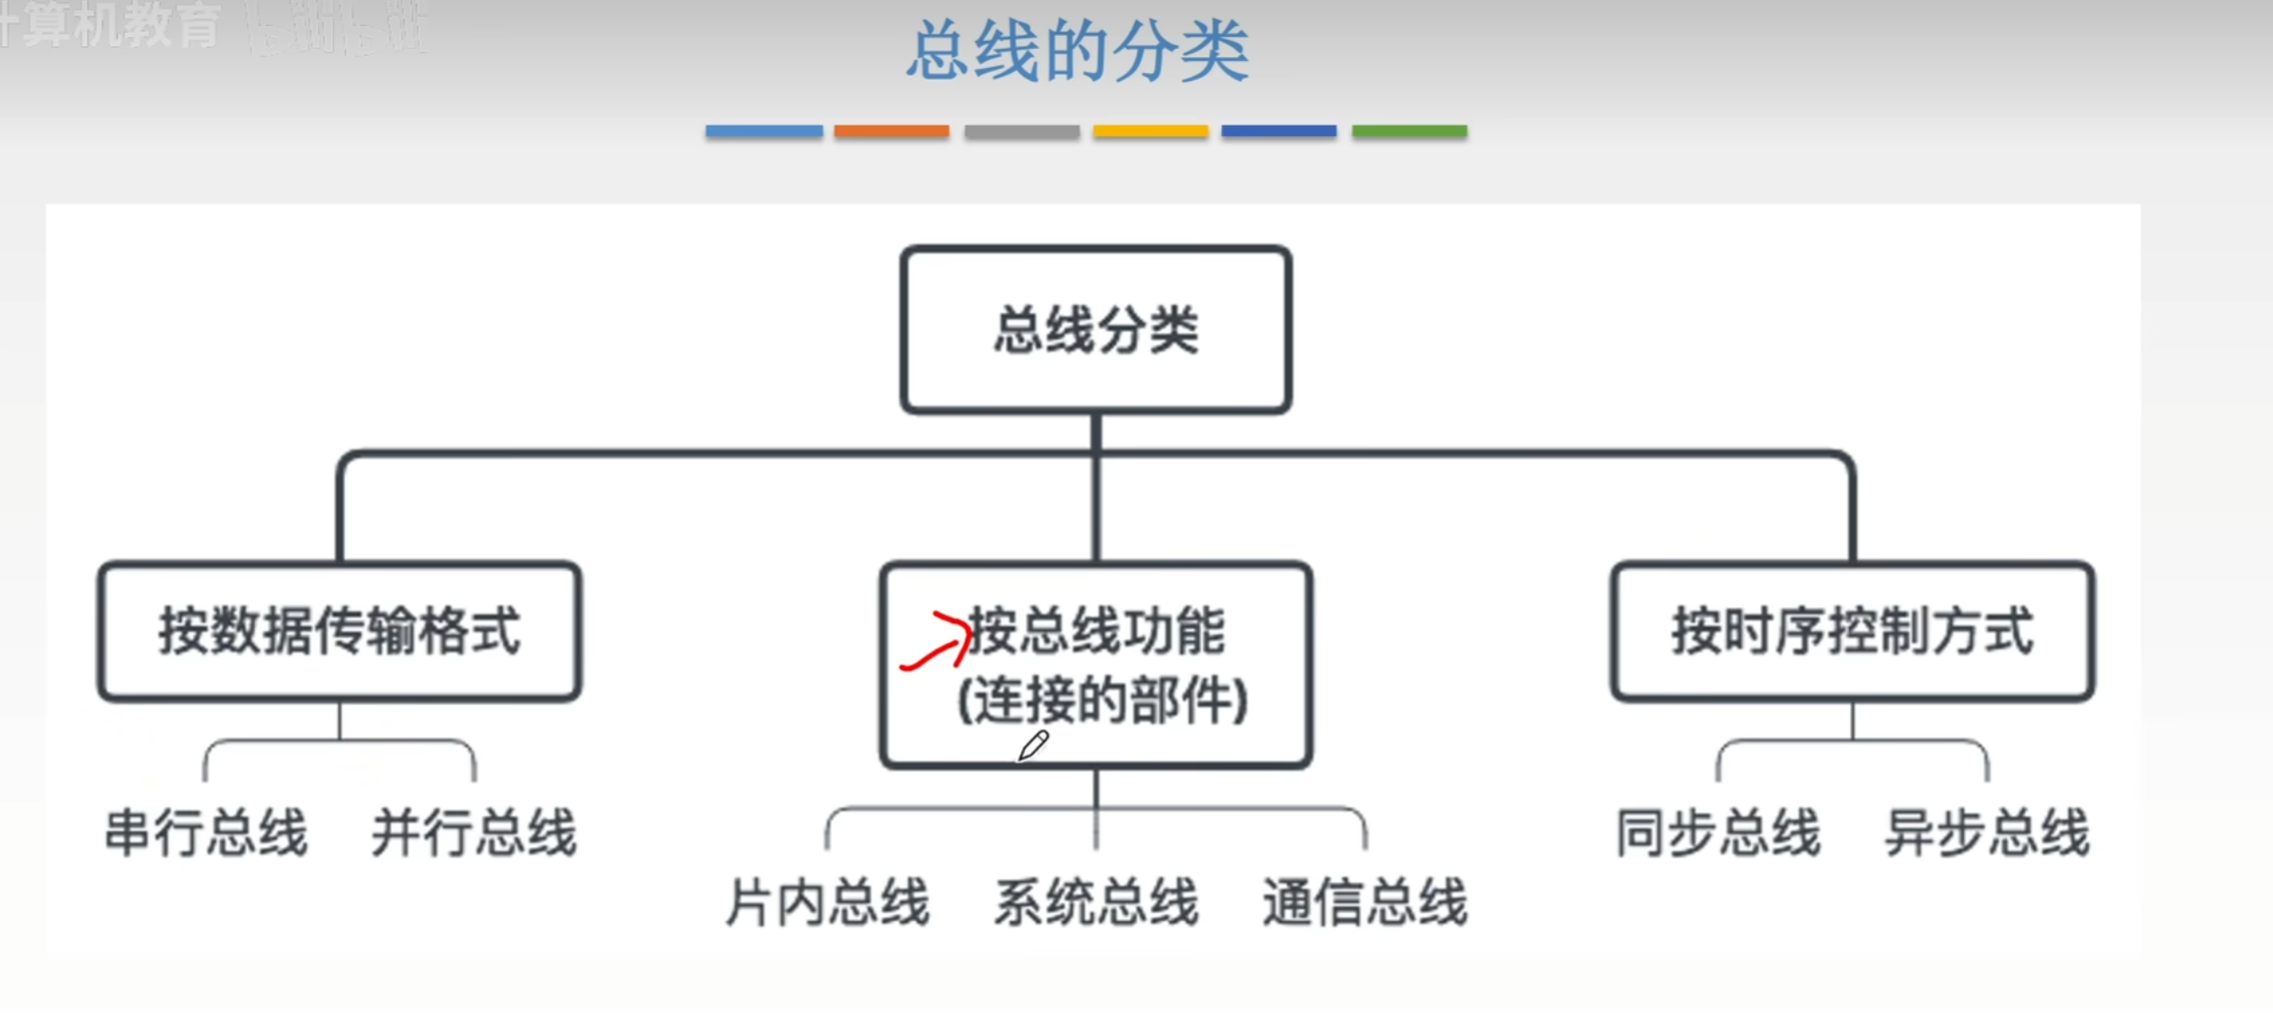 计算机教育 bilibili
总线的分类
总线分类
按数据传输格式
按总线功能
(连接的部件)
按时序控制方式
串行总线 并行总线
片内总线 系统总线 通信总线
同步总线 异步总线